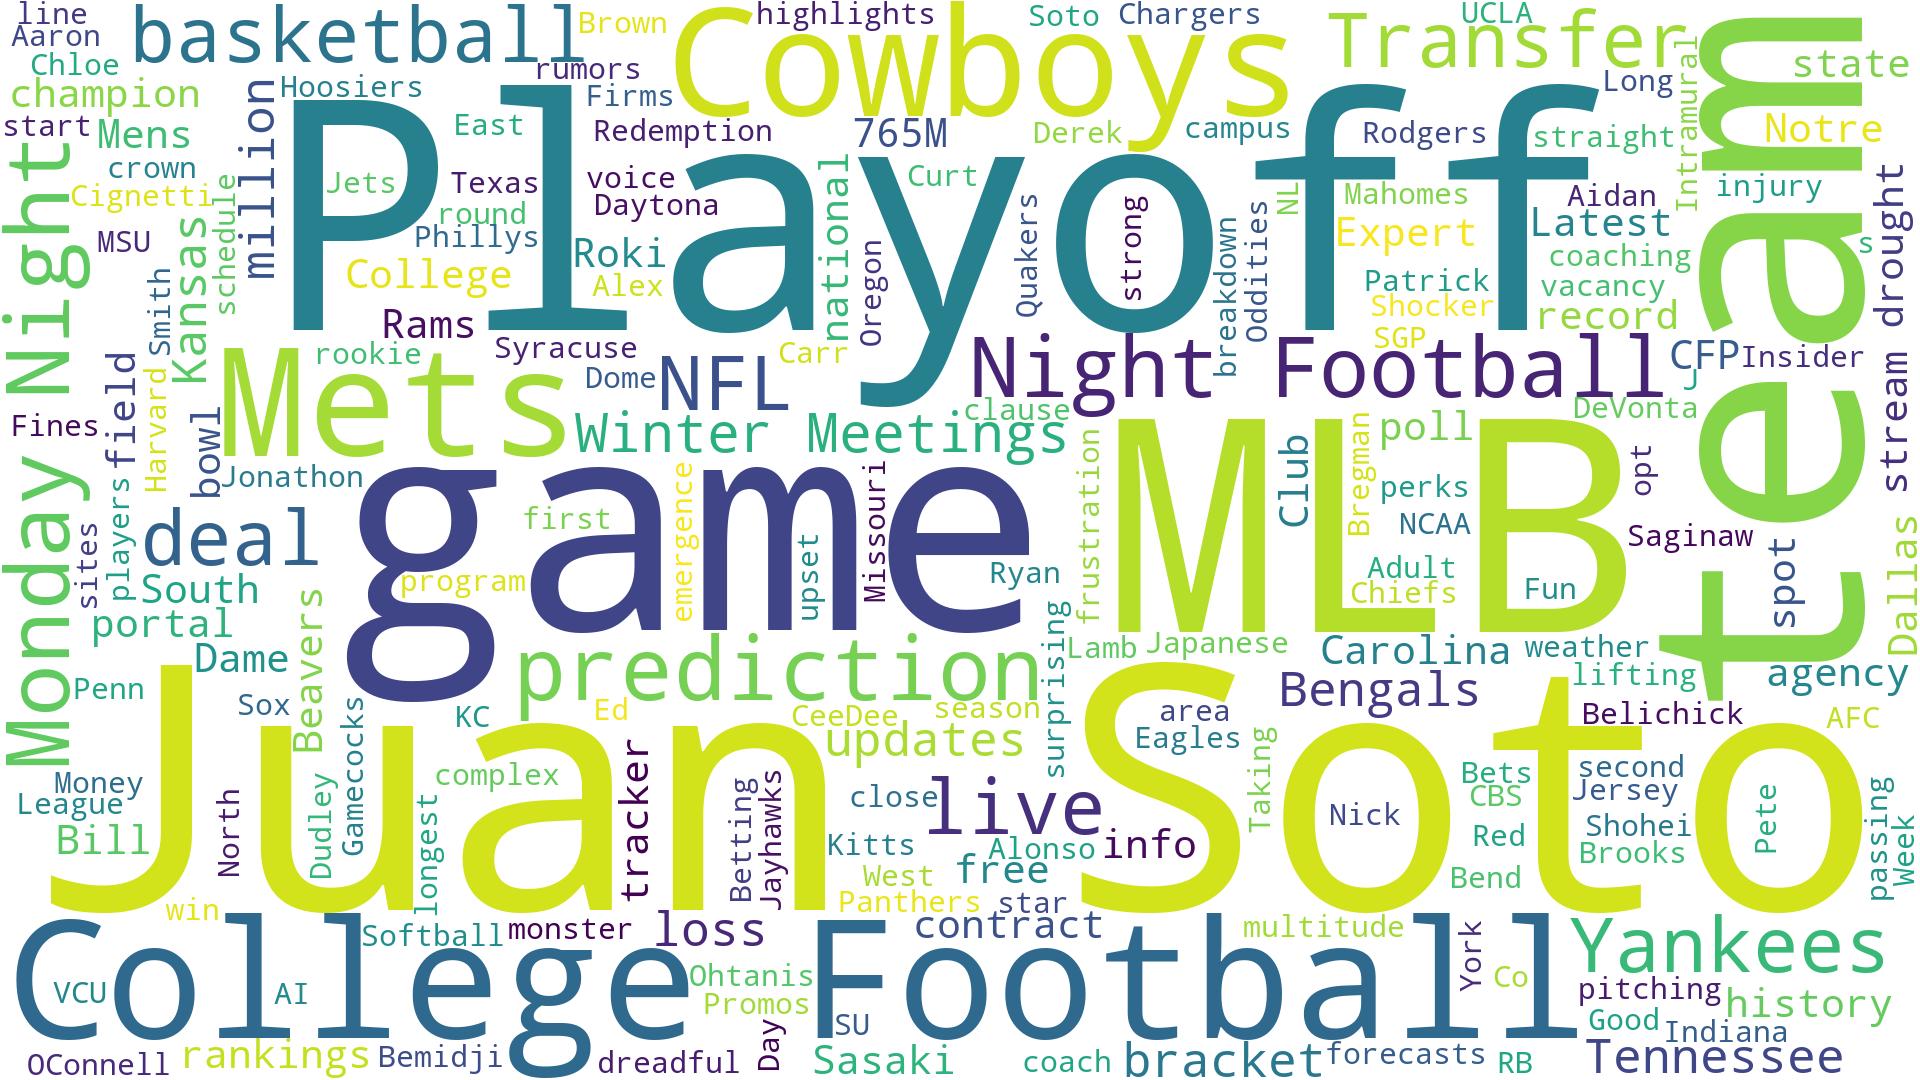 line
basketball
Brown
Cowboys
highlights
Soto
Chargers
Transfer
UCLA
team
Aaron
Chloe
rumors
state
champion
Hoosiers
Firms
Long
Intramural
start
Mens
million
Playoff
East
Redemption
765M
Derek
campus
Rodgers
straight
Notre
Monday Night
crown
Jets
Texas
voice
national
Curt
Mahomes
Aidan
injury
drought
Cignetti
schedule
round
Daytona
Quakers
strong
NL
Expert
Latest
MSU
Kansas
Phillys
Roki
Oregon
breakdown
Oddities
coaching
s
Smith
College
Alex
Patrick
vacancy
Rams
Shocker
record
rookie
Syracuse
Carr
SGP
Night Football
CFP
Insider
Mets
Dome
NFL
J
stream
Fines
field
Harvard
bowl
Winter Meetings
clause
frustration
MLB
Club
Bregman
poll
DeVonta
opt
Jonathon
game
emergence
Missouri
perks
sites
players
deal
first
upset
NCAA
Saginaw
spot
Dallas
South
program
Ryan
Adult
Chiefs
Fun
portal
Beavers
prediction
surprising
Lamb
Japanese
Carolina
weather
Dame
lifting
agency
Penn
Juan Soto
Sox
Gamecocks
KC
Ed
CeeDee
season
area
Bengals
Belichick
AFC
updates
Eagles
Taking
Money
complex
tracker
Betting
Jayhawks
close
live
Bets
second
League
North
Dudley
longest
CBS
Jersey
Nick
Pete
passing
Week
Bill
Kitts
Alonso
info
Red
Shohei
Brooks
West
free
Bend
win
Panthers
star
Softball
monster
loss
contract
multitude
York
Yankees
College Football
VCU
AI
Ohtanis
Co
pitching
history
Promos
Day
SU
Good
Indiana
OConnell
rankings
Bemidji
dreadful
Sasaki
coach
bracket
forecasts
RB
Tennessee